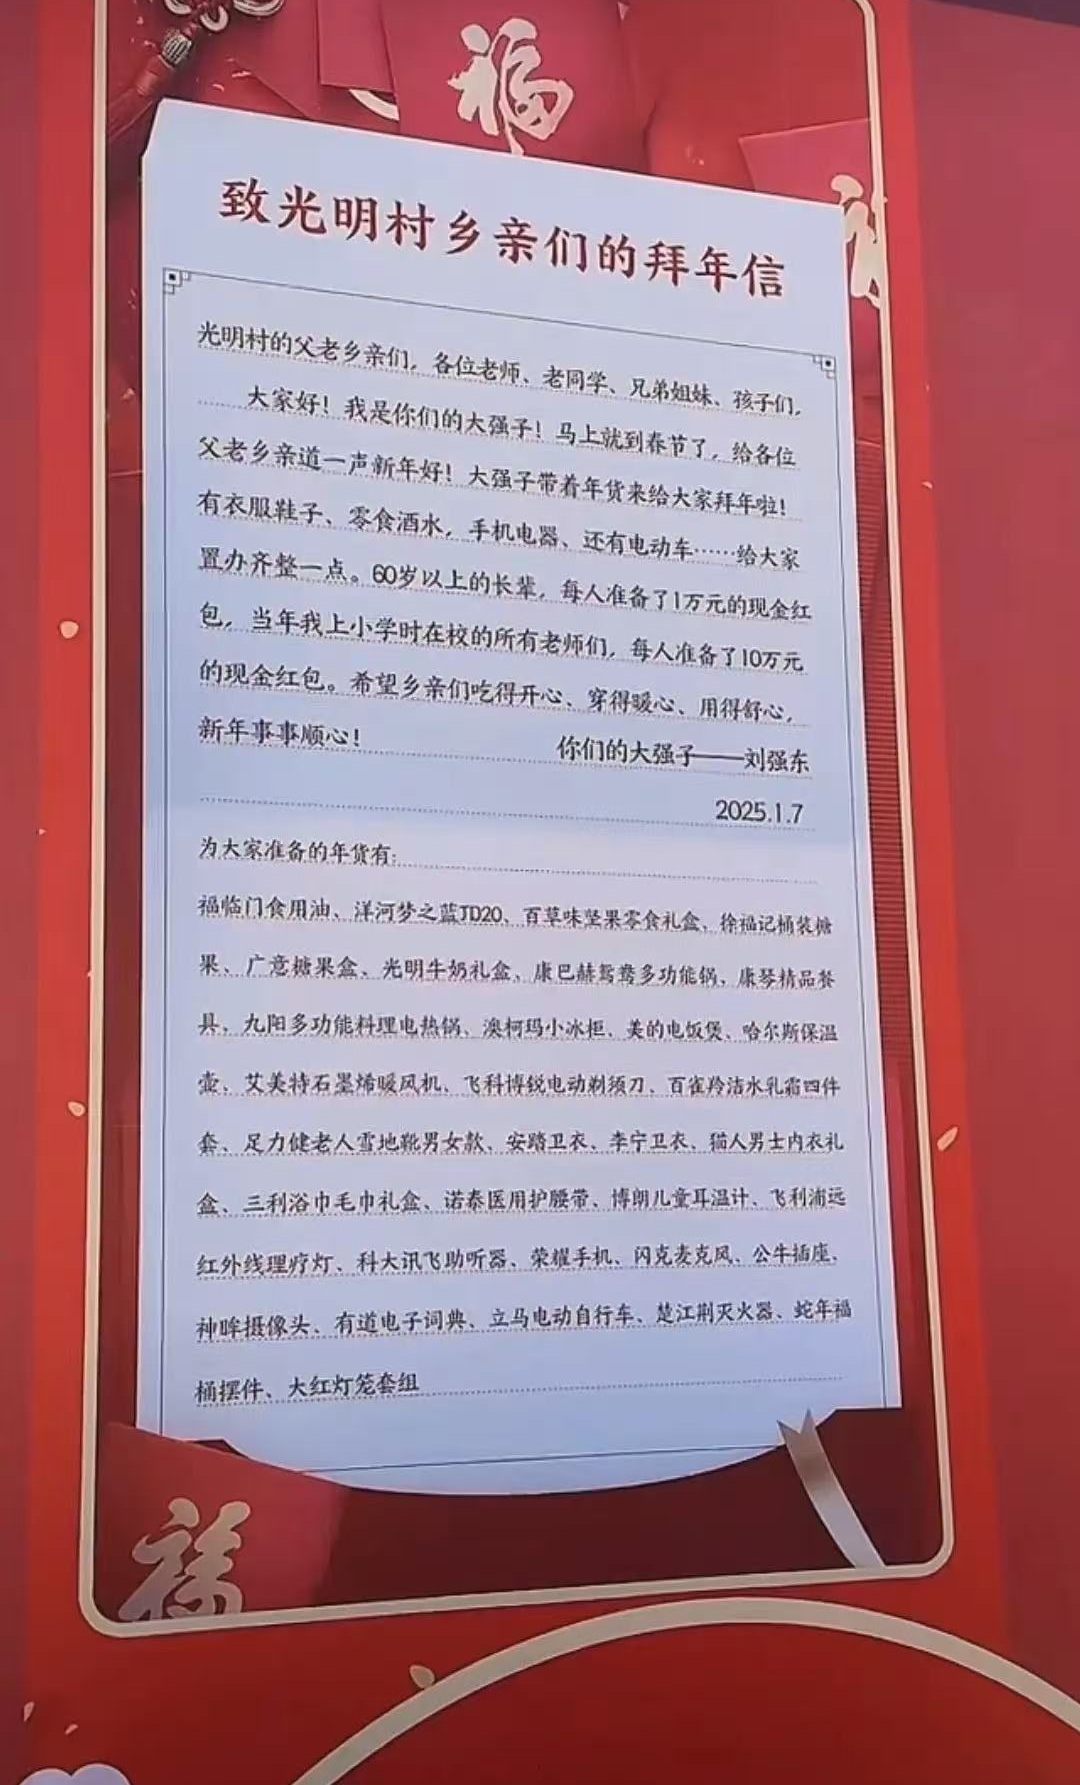 福
福
致光明村乡亲们的拜年信
光明村的父老乡亲们，各位老师、老同学、兄弟姐妹、孩子们，
大家好！我是你们的大强子！马上就到春节了，给各位
父老乡亲道一声新年好！大强子带着年货来给大家拜年啦！
有衣服鞋子、零食酒水，手机电器、还有电动车……给大家
置办齐整一点。60岁以上的长辈，每人准备了1万元的现金红
包，当年我上小学时在校的所有老师们，每人准备了10万元
的现金红包。希望乡亲们吃得开心、穿得暖心、用得舒心，
新年事事顺心！ 你们的大强子——刘强东
2025.1.7
为大家准备的年货有：
福临门食用油、洋河梦之蓝JD20、百草味坚果零食礼盒、徐福记桶装糖
果、广意糖果盒、光明牛奶礼盒、康巴赫鸳鸯多功能锅、康琴精品餐
具，九阳多功能料理电热锅、澳柯玛小冰柜、美的电饭煲、哈尔斯保温
壶、艾美特石墨烯暖风机、飞科博锐电动剃须刀、百雀羚洁水乳霜四件
套、足力健老人雪地靴男女款、安踏卫衣、李宁卫衣、猫人男士内衣礼
盒、三利浴巾毛巾礼盒、诺泰医用护腰带、博朗儿童耳温计、飞利浦远
红外线理疗灯、科大讯飞助听器、荣耀手机、闪克麦克风、公牛插座、
神眸摄像头、有道电子词典、立马电动自行车、楚江荆灭火器、蛇年福
桶摆件、大红灯笼套组
福